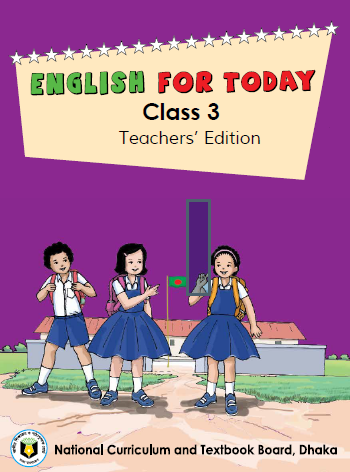 ENGLISH FOR TODAY
Class 3
Teachers' Edition
National Curriculum and Textbook Board, Dhaka